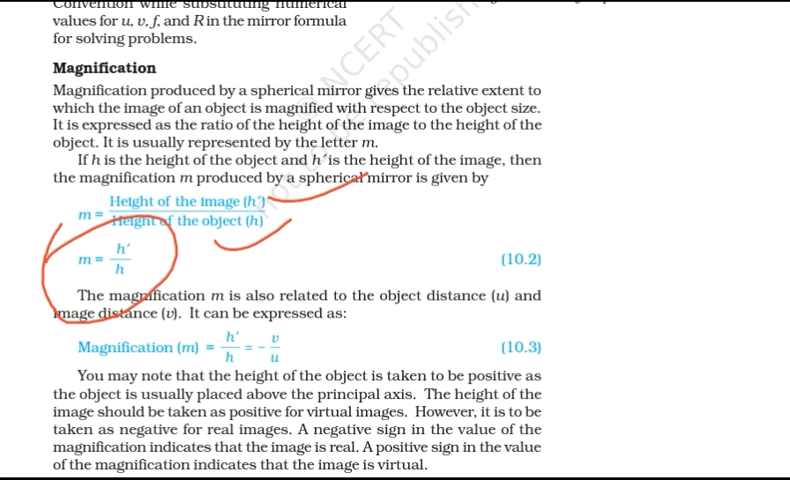 Convention while substituting numerical
values for u, v, f, and R in the mirror formula
for solving problems.
Magnification
Magnification produced by a spherical mirror gives the relative extent to
which the image of an object is magnified with respect to the object size.
It is expressed as the ratio of the height of the image to the height of the
object. It is usually represented by the letter m.
If h is the height of the object and h′ is the height of the image, then
the magnification m produced by a spherical mirror is given by
m = Height of the image (h′) / Height of the object (h)
m = h′ / h (10.2)
The magnification m is also related to the object distance (u) and
image distance (v). It can be expressed as:
Magnification (m) = h′ / h = − v / u (10.3)
You may note that the height of the object is taken to be positive as
the object is usually placed above the principal axis. The height of the
image should be taken as positive for virtual images. However, it is to be
taken as negative for real images. A negative sign in the value of the
magnification indicates that the image is real. A positive sign in the value
of the magnification indicates that the image is virtual.
NCERT
republish